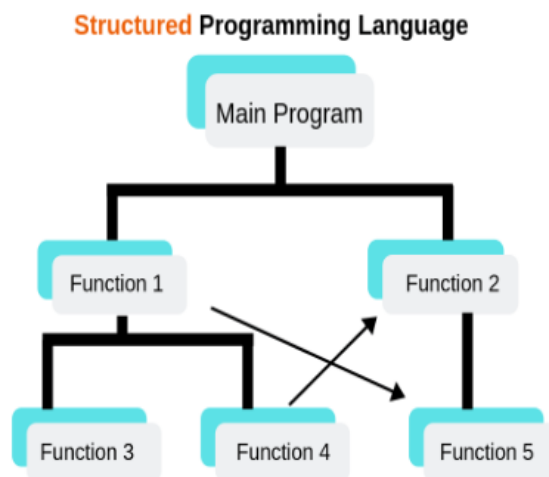 Structured Programming Language
Main Program
Function 1
Function 2
Function 3
Function 4
Function 5